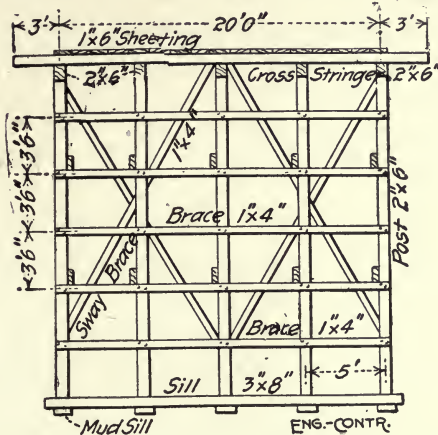 3' 20'0" 3'
1"x6" Sheeting
2"x6" Cross Stringer 2"x6"
1"x4"
3'6"
3'6"
3'6"
Brace 1"x4"
Post 2"x6"
Sway Brace
Brace 1"x4"
5'
Sill 3"x8"
Mud Sill
ENG.-CONTR.